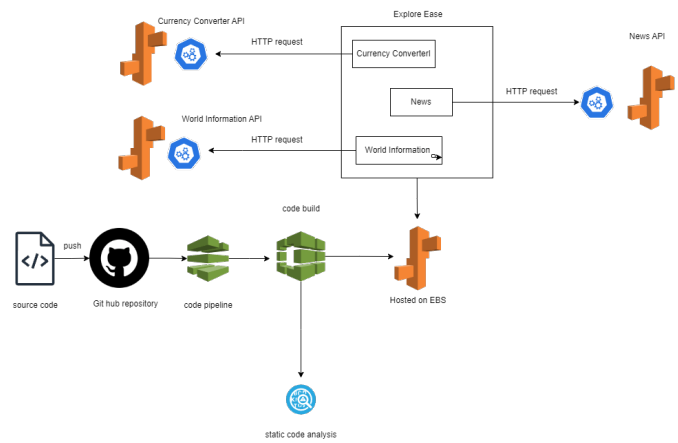 Currency Converter API
Explore Ease
News API
HTTP request
Currency ConverterI
News
HTTP request
World Information API
HTTP request
World Information
code build
push
source code
Git hub repository
code pipeline
Hosted on EBS
static code analysis